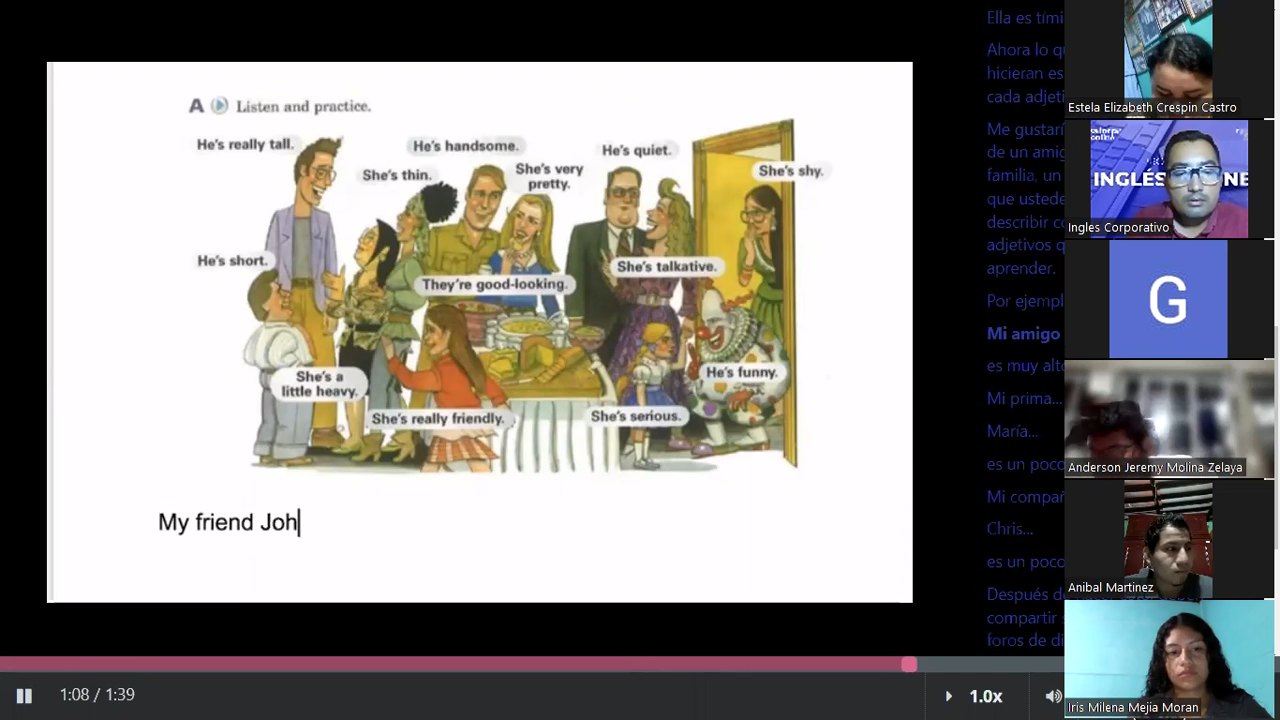 A Listen and practice.
He's really tall.
He's handsome.
He's quiet.
She's thin.
She's very
pretty.
She's shy.
He's short.
They're good-looking.
She's talkative.
She's a
little heavy.
She's really friendly.
She's serious.
He's funny.
My friend Joh
1:08 / 1:39
1.0x
Ella es tími
Ahora lo q
hicieran es
cada adjeti
Me gustarí
de un amig
familia, un
que ustede
describir c
adjetivos q
aprender.
Por ejempl
Mi amigo
es muy alto
Mi prima...
María...
es un poco
Mi compañ
Chris...
es un poco
Después d
compartir s
foros de di
Estela Elizabeth Crespin Castro
INGLÉS NE
Ingles Corporativo
G
Anderson Jeremy Molina Zelaya
Anibal Martinez
Iris Milena Mejia Moran